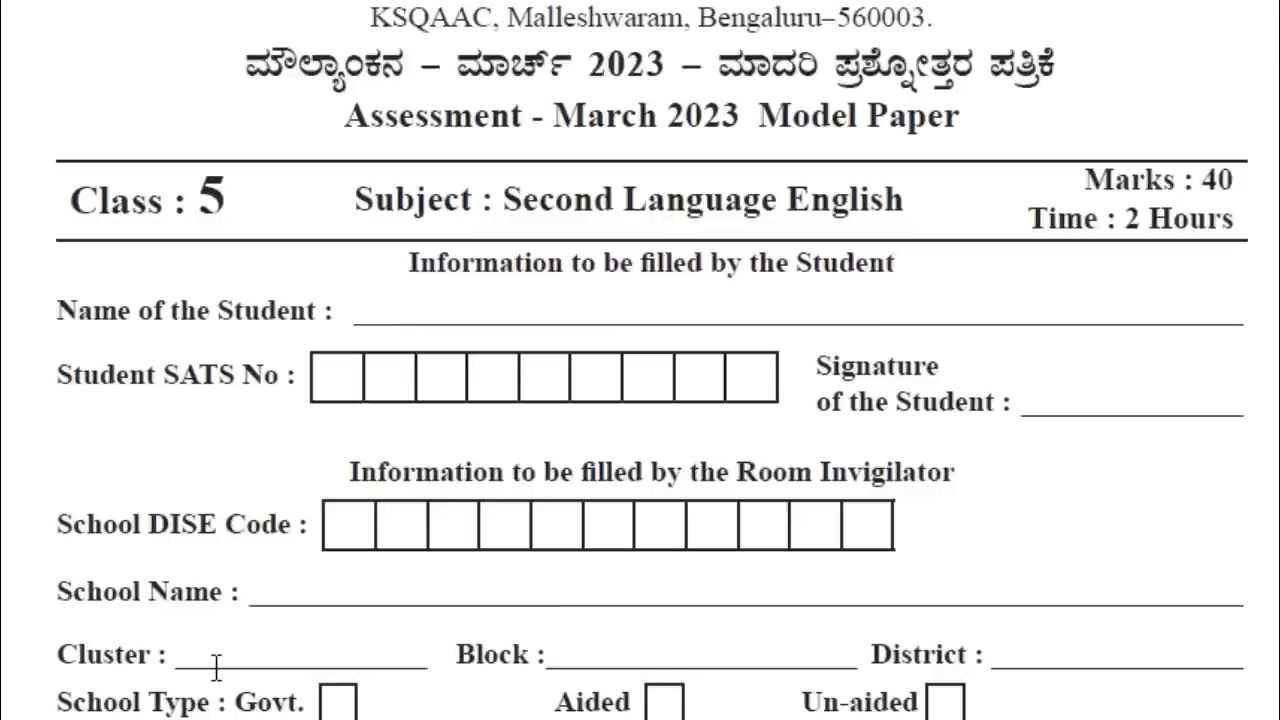 KSQAAC, Malleshwaram, Bengaluru–560003.
ಮೌಲ್ಯಾಂಕನ – ಮಾರ್ಚ್ 2023 – ಮಾದರಿ ಪ್ರಶ್ನೋತ್ತರ ಪತ್ರಿಕೆ
Assessment - March 2023 Model Paper
Class : 5 Subject : Second Language English Marks : 40
Time : 2 Hours
Information to be filled by the Student
Name of the Student :
Student SATS No : Signature
of the Student :
Information to be filled by the Room Invigilator
School DISE Code :
School Name :
Cluster : Block : District :
School Type : Govt. Aided Un-aided